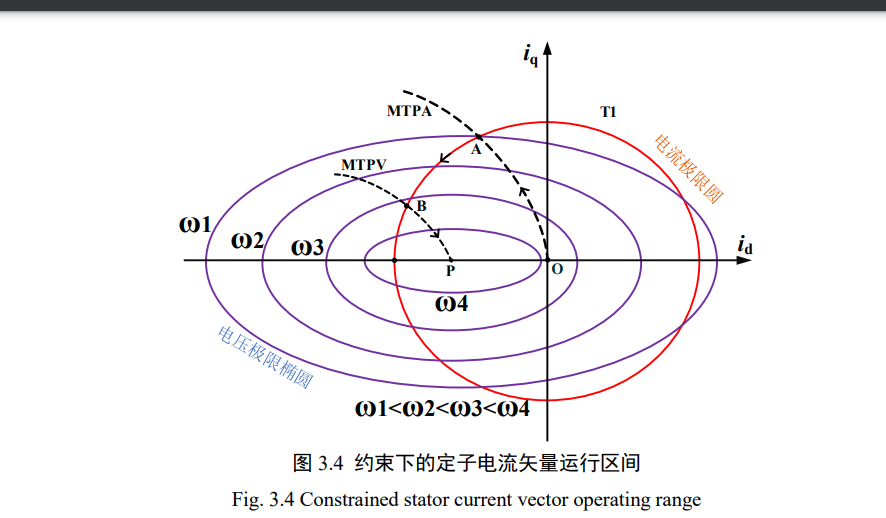 iq
T1
MTPA
电流极限圆
A
MTPV
B
ω1
ω2
ω3
id
P
O
ω4
电压极限椭圆
ω1<ω2<ω3<ω4
图 3.4 约束下的定子电流矢量运行区间
Fig. 3.4 Constrained stator current vector operating range